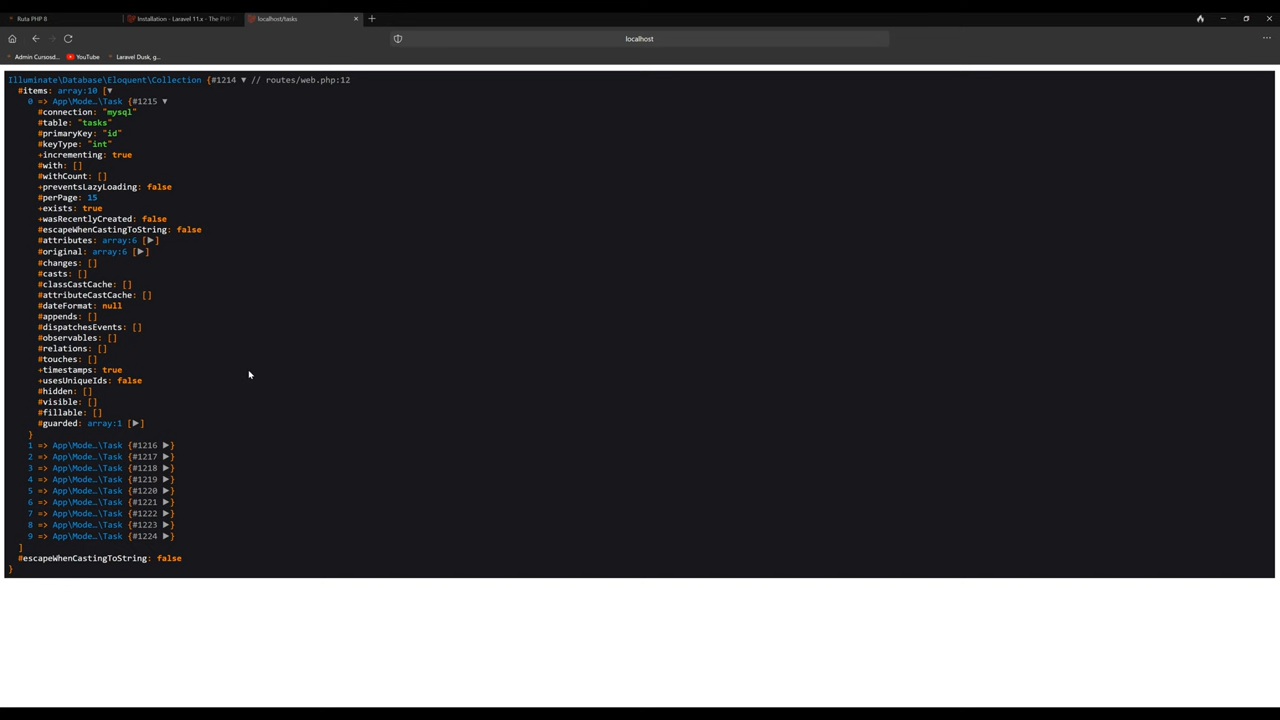 Ruta PHP 8
Installation - Laravel 11.x - The PHP
localhost/tasks
localhost
Admin Cursosd...
YouTube
Laravel Dusk, g...
Illuminate\Database\Eloquent\Collection {#1214 ▼ // routes/web.php:12
#items: array:10 [▼
0 => App\Mode…\Task {#1215 ▼
#connection: "mysql"
#table: "tasks"
#primaryKey: "id"
#keyType: "int"
+incrementing: true
#with: []
#withCount: []
+preventsLazyLoading: false
#perPage: 15
+exists: true
+wasRecentlyCreated: false
#escapeWhenCastingToString: false
#attributes: array:6 [▶]
#original: array:6 [▶]
#changes: []
#casts: []
#classCastCache: []
#attributeCastCache: []
#dateFormat: null
#appends: []
#dispatchesEvents: []
#observables: []
#relations: []
#touches: []
+timestamps: true
+usesUniqueIds: false
#hidden: []
#visible: []
#fillable: []
#guarded: array:1 [▶]
}
1 => App\Mode…\Task {#1216 ▶}
2 => App\Mode…\Task {#1217 ▶}
3 => App\Mode…\Task {#1218 ▶}
4 => App\Mode…\Task {#1219 ▶}
5 => App\Mode…\Task {#1220 ▶}
6 => App\Mode…\Task {#1221 ▶}
7 => App\Mode…\Task {#1222 ▶}
8 => App\Mode…\Task {#1223 ▶}
9 => App\Mode…\Task {#1224 ▶}
]
#escapeWhenCastingToString: false
}